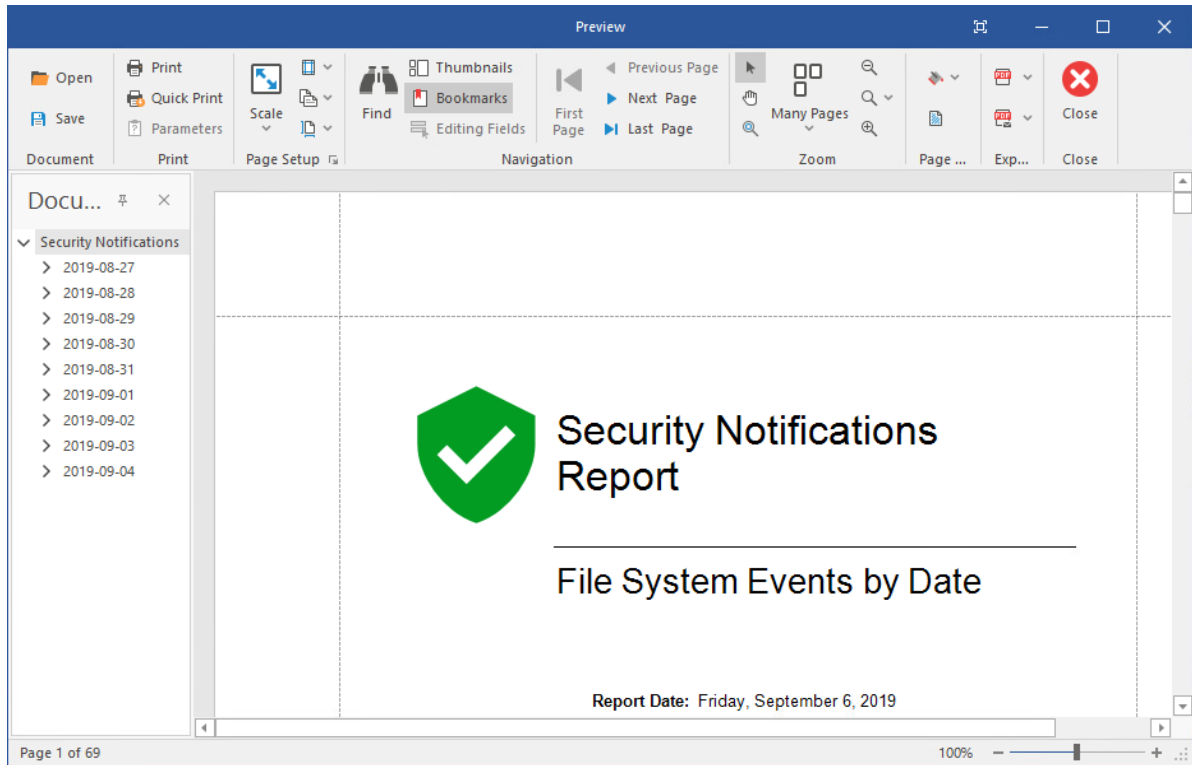 Preview
Open
Save
Document
Print
Quick Print
Parameters
Print
Scale
Page Setup
Find
Thumbnails
Bookmarks
Editing Fields
First
Page
Previous Page
Next Page
Last Page
Navigation
Many Pages
Zoom
Page ...
PDF
PDF
Exp...
Close
Close
Docu...
Security Notifications
2019-08-27
2019-08-28
2019-08-29
2019-08-30
2019-08-31
2019-09-01
2019-09-02
2019-09-03
2019-09-04
Security Notifications
Report
File System Events by Date
Report Date: Friday, September 6, 2019
Page 1 of 69
100%